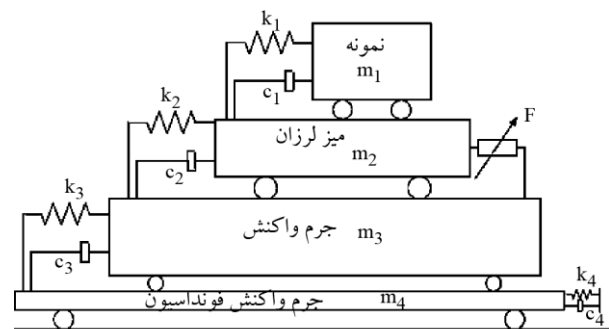 k1
نمونه
m1
c1
k2
میز لرزان
m2
F
c2
k3
جرم واکنش
m3
c3
k4
جرم واکنش فونداسیون
m4
c4